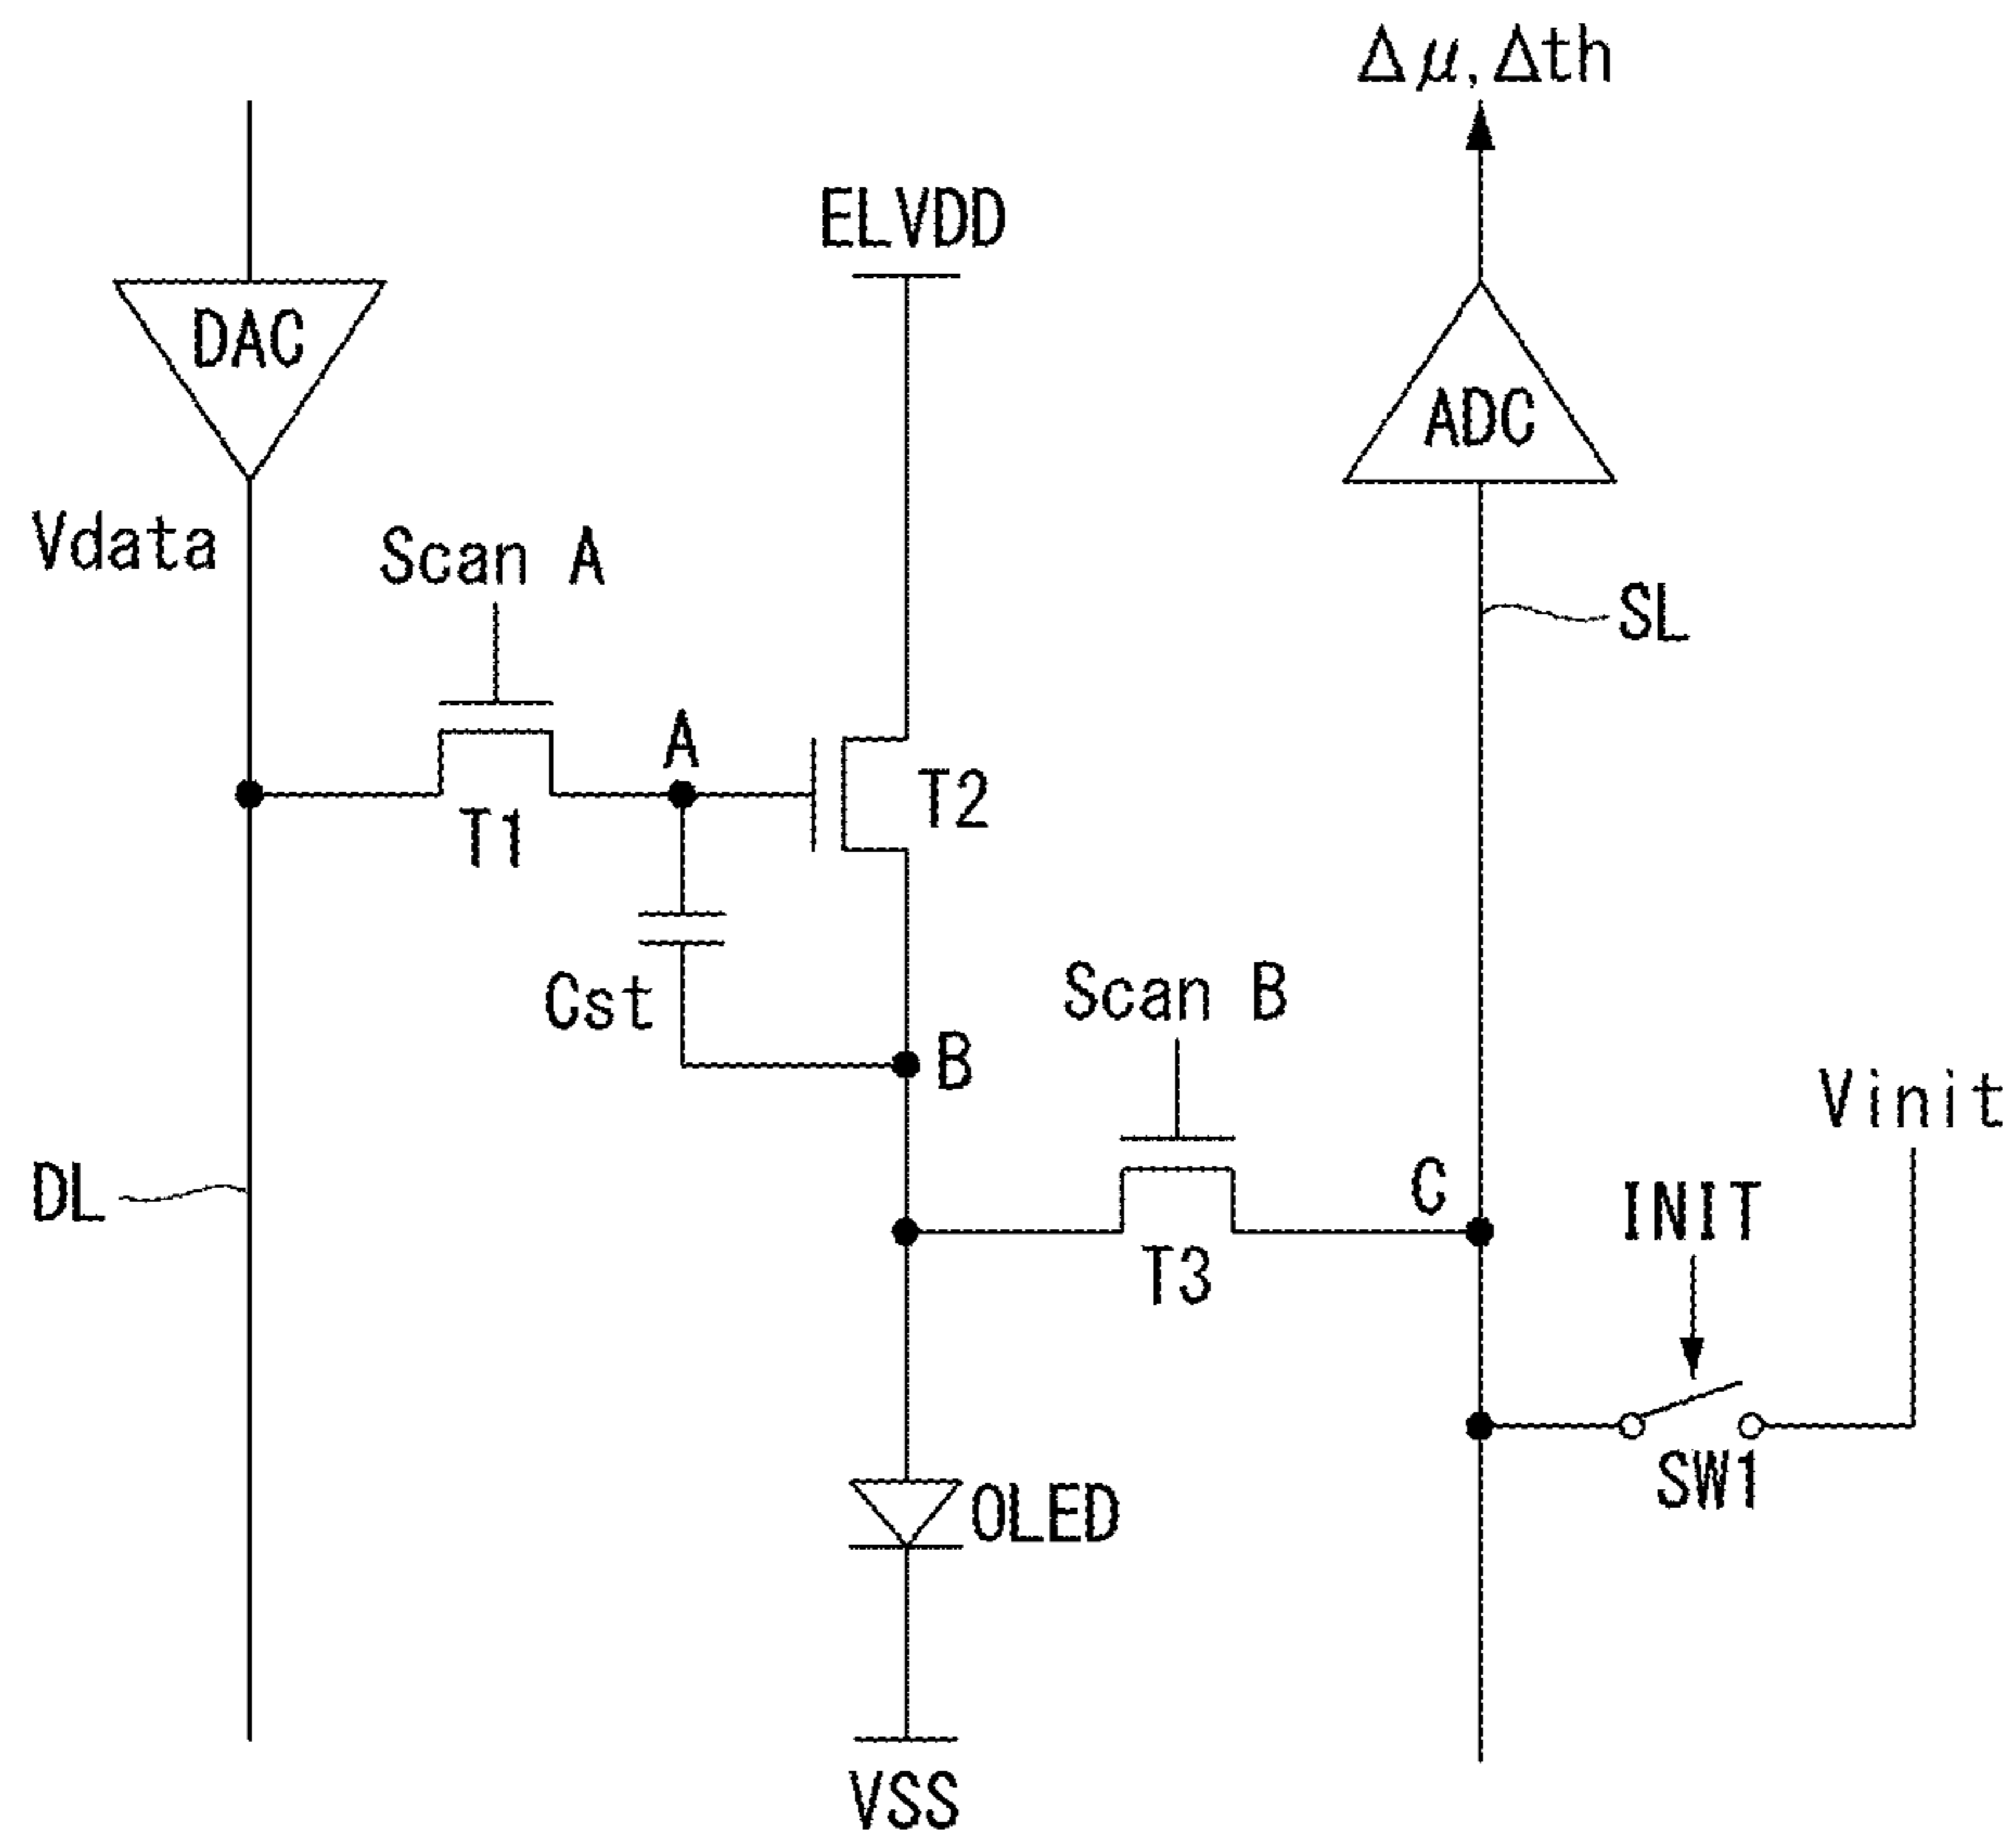 Δμ, Δth
ELVDD
DAC
ADC
Vdata
Scan A
SL
A
T2
T1
Cst
Scan B
B
Vinit
DL
C
INIT
T3
SW1
OLED
VSS